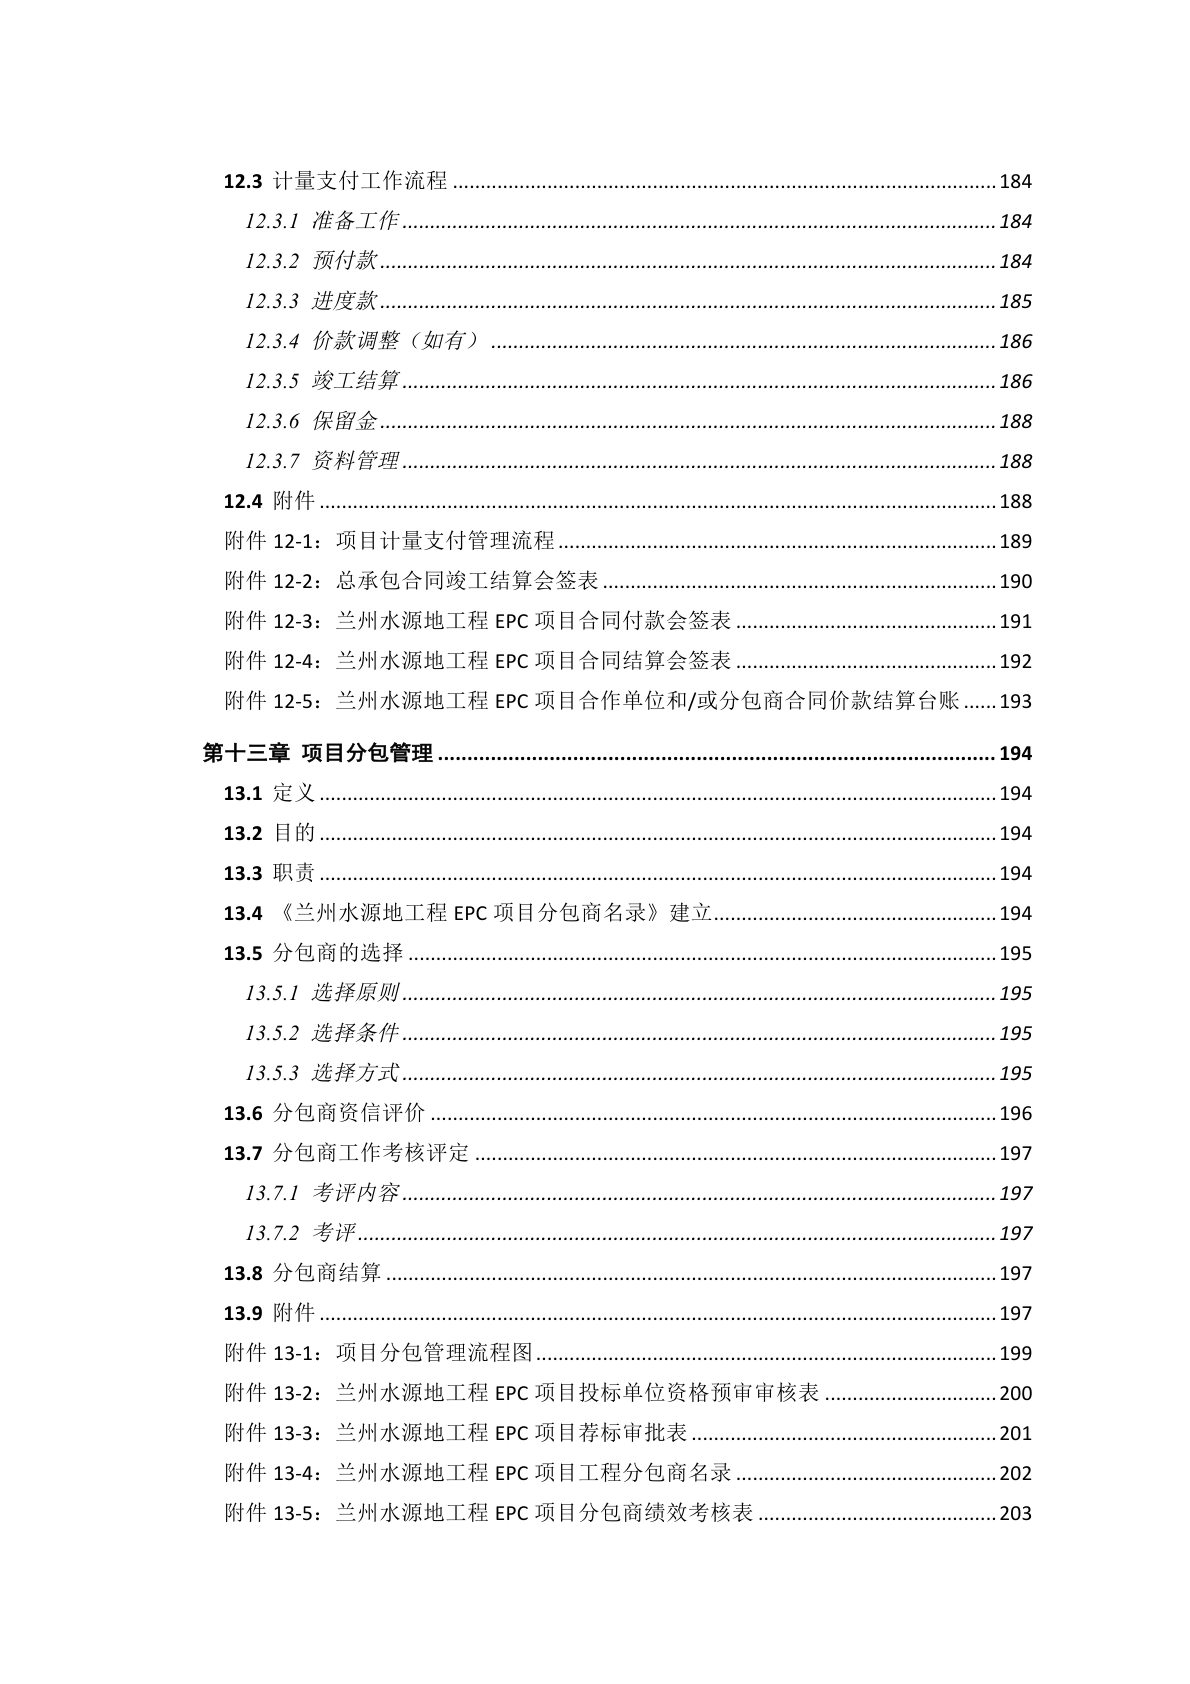 12.3 计量支付工作流程 ........ 184
12.3.1 准备工作 ........ 184
12.3.2 预付款 ........ 184
12.3.3 进度款 ........ 185
12.3.4 价款调整（如有） ........ 186
12.3.5 竣工结算 ........ 186
12.3.6 保留金 ........ 188
12.3.7 资料管理 ........ 188
12.4 附件 ........ 188
附件 12-1：项目计量支付管理流程 ........ 189
附件 12-2：总承包合同竣工结算会签表 ........ 190
附件 12-3：兰州水源地工程 EPC 项目合同付款会签表 ........ 191
附件 12-4：兰州水源地工程 EPC 项目合同结算会签表 ........ 192
附件 12-5：兰州水源地工程 EPC 项目合作单位和/或分包商合同价款结算台账 ...... 193
第十三章 项目分包管理 ........ 194
13.1 定义 ........ 194
13.2 目的 ........ 194
13.3 职责 ........ 194
13.4 《兰州水源地工程 EPC 项目分包商名录》建立 ........ 194
13.5 分包商的选择 ........ 195
13.5.1 选择原则 ........ 195
13.5.2 选择条件 ........ 195
13.5.3 选择方式 ........ 195
13.6 分包商资信评价 ........ 196
13.7 分包商工作考核评定 ........ 197
13.7.1 考评内容 ........ 197
13.7.2 考评 ........ 197
13.8 分包商结算 ........ 197
13.9 附件 ........ 197
附件 13-1：项目分包管理流程图 ........ 199
附件 13-2：兰州水源地工程 EPC 项目投标单位资格预审审核表 ........ 200
附件 13-3：兰州水源地工程 EPC 项目荐标审批表 ........ 201
附件 13-4：兰州水源地工程 EPC 项目工程分包商名录 ........ 202
附件 13-5：兰州水源地工程 EPC 项目分包商绩效考核表 ........ 203